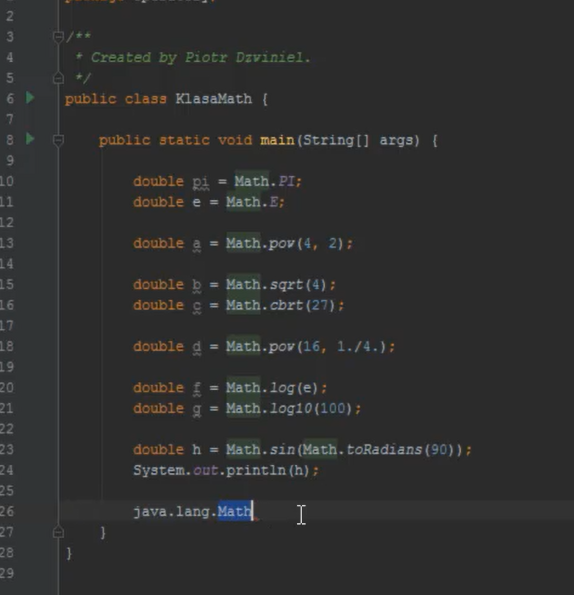 2
3 /**
4 * Created by Piotr Dzwiniel.
5 */
6 public class KlasaMath {
7
8 public static void main(String[] args) {
9
10 double pi = Math.PI;
11 double e = Math.E;
12
13 double a = Math.pow(4, 2);
14
15 double b = Math.sqrt(4);
16 double c = Math.cbrt(27);
17
18 double d = Math.pow(16, 1./4.);
19
20 double f = Math.log(e);
21 double g = Math.log10(100);
22
23 double h = Math.sin(Math.toRadians(90));
24 System.out.println(h);
25
26 java.lang.Math
27 }
28 }
29